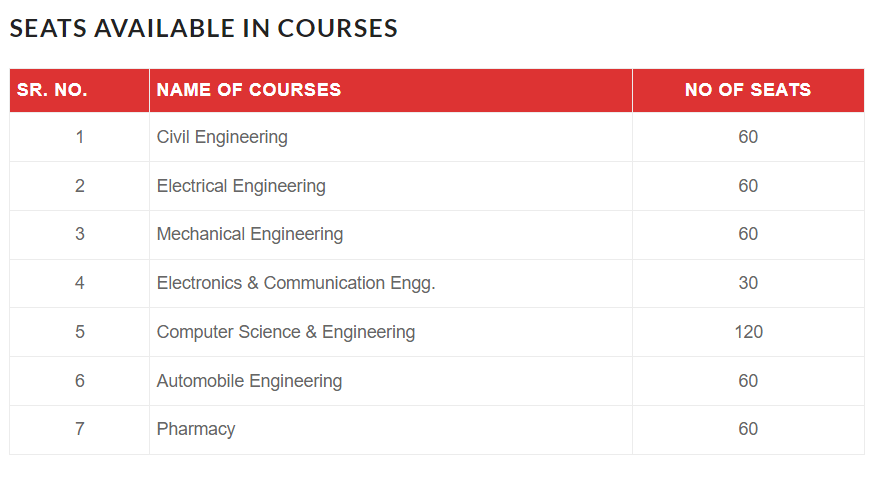 SEATS AVAILABLE IN COURSES
SR. NO. NAME OF COURSES NO OF SEATS
1 Civil Engineering 60
2 Electrical Engineering 60
3 Mechanical Engineering 60
4 Electronics & Communication Engg. 30
5 Computer Science & Engineering 120
6 Automobile Engineering 60
7 Pharmacy 60